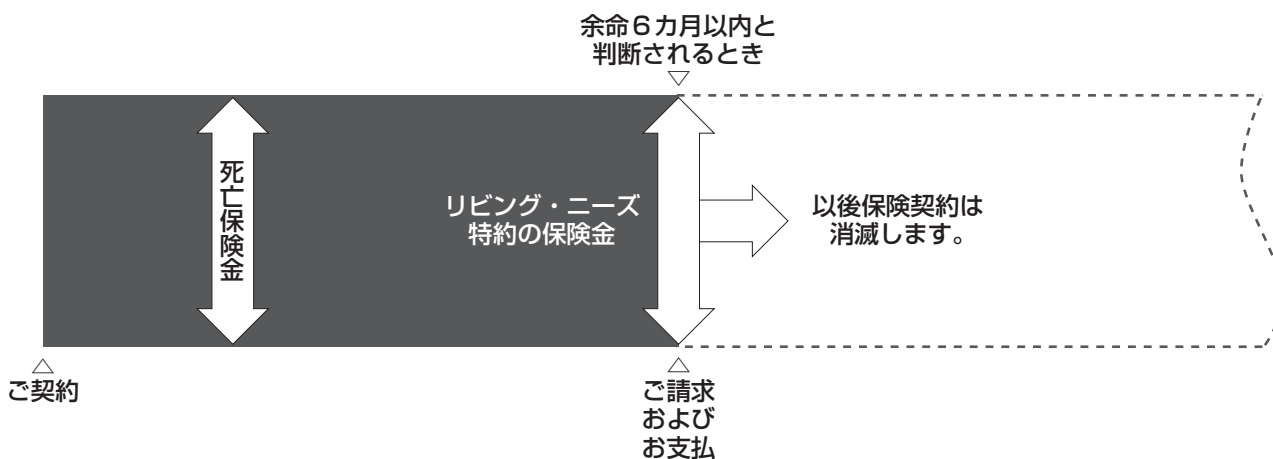 余命6カ月以内と
判断されるとき
死亡保険金
リビング・ニーズ
特約の保険金
以後保険契約は
消滅します。
ご契約
ご請求
および
お支払